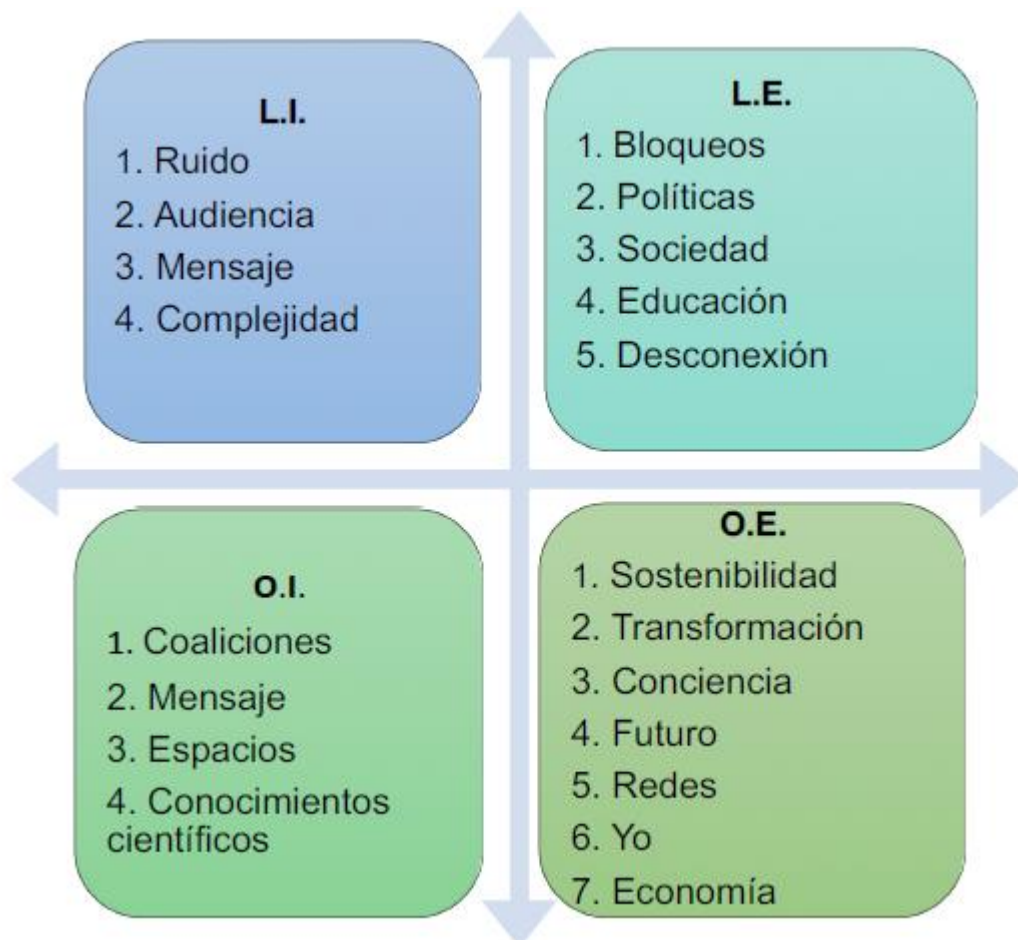 L.I.
1. Ruido
2. Audiencia
3. Mensaje
4. Complejidad
L.E.
1. Bloqueos
2. Políticas
3. Sociedad
4. Educación
5. Desconexión
O.I.
1. Coaliciones
2. Mensaje
3. Espacios
4. Conocimientos
científicos
O.E.
1. Sostenibilidad
2. Transformación
3. Conciencia
4. Futuro
5. Redes
6. Yo
7. Economía